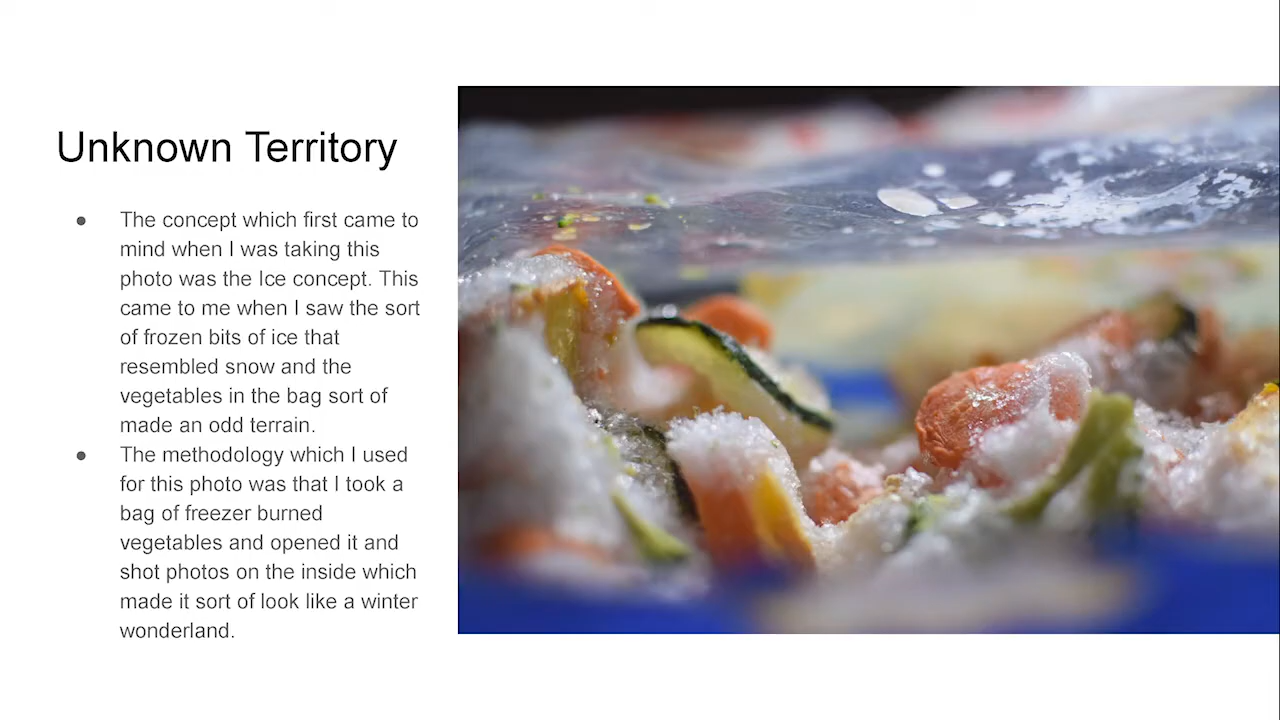 Unknown Territory
● The concept which first came to
mind when I was taking this
photo was the Ice concept. This
came to me when I saw the sort
of frozen bits of ice that
resembled snow and the
vegetables in the bag sort of
made an odd terrain.
● The methodology which I used
for this photo was that I took a
bag of freezer burned
vegetables and opened it and
shot photos on the inside which
made it sort of look like a winter
wonderland.